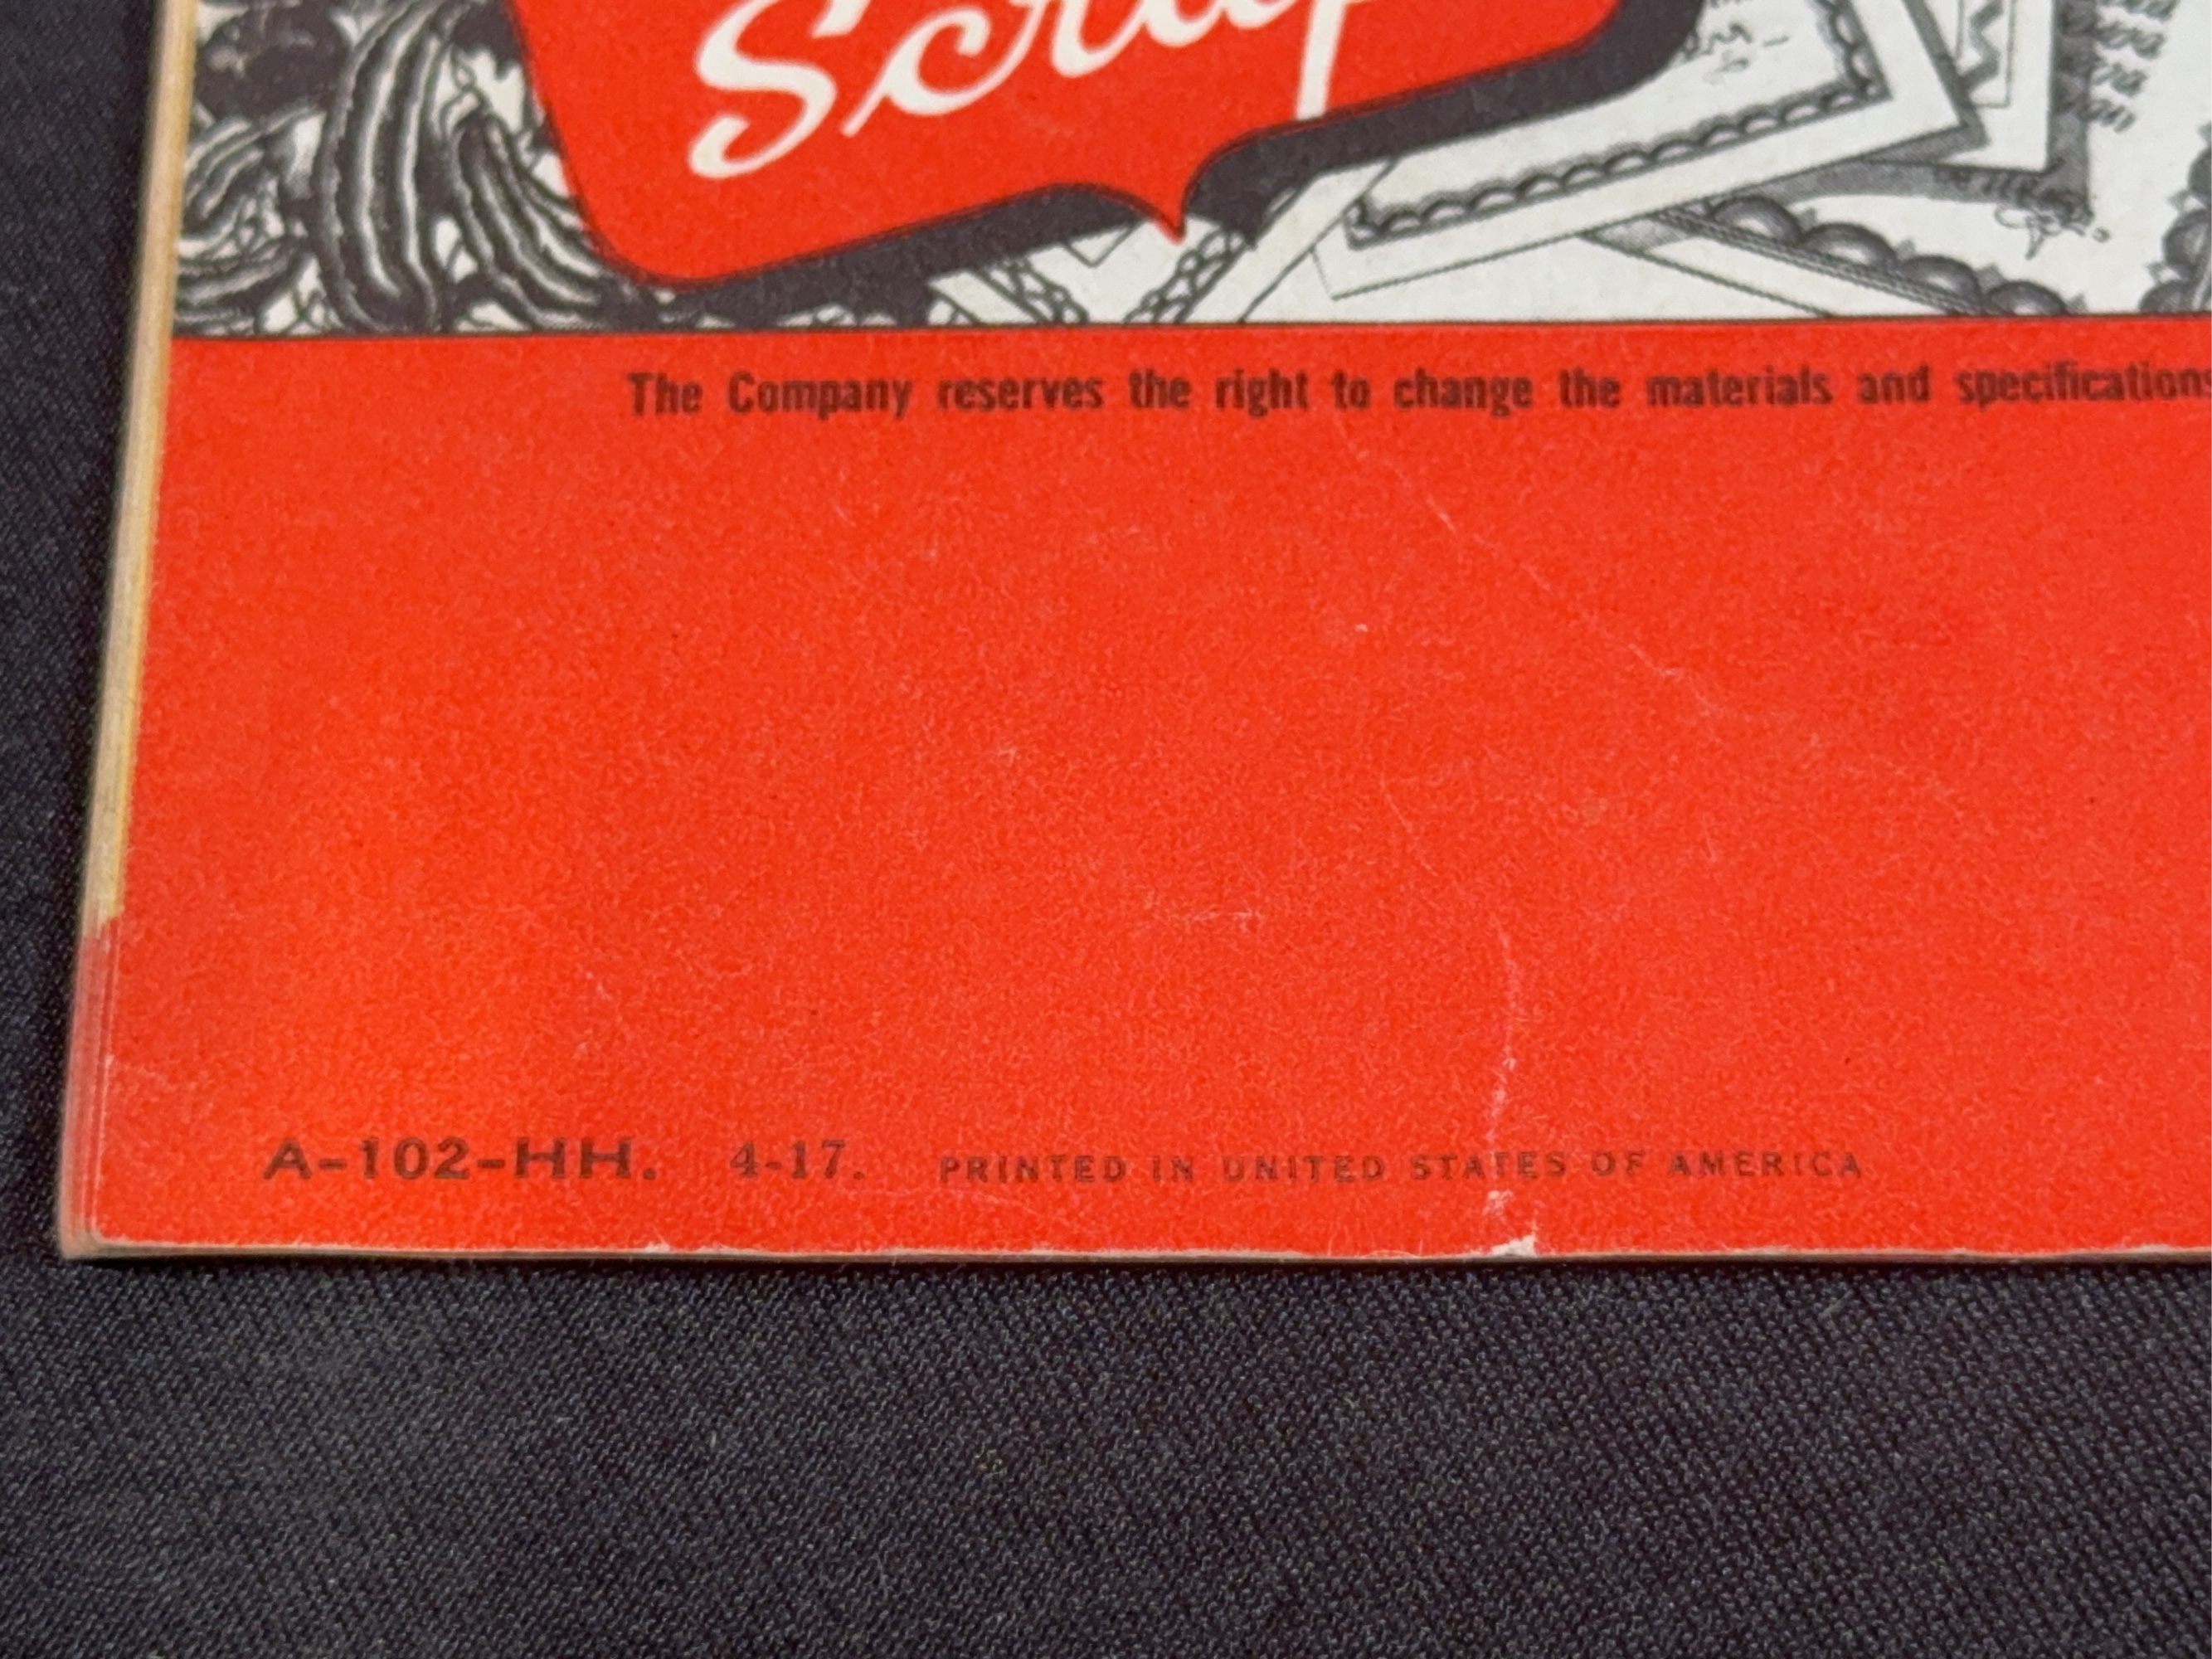 The Company reserves the right to change the materials and specification
A-102-HH. 4-17. PRINTED IN UNITED STATES OF AMERICA